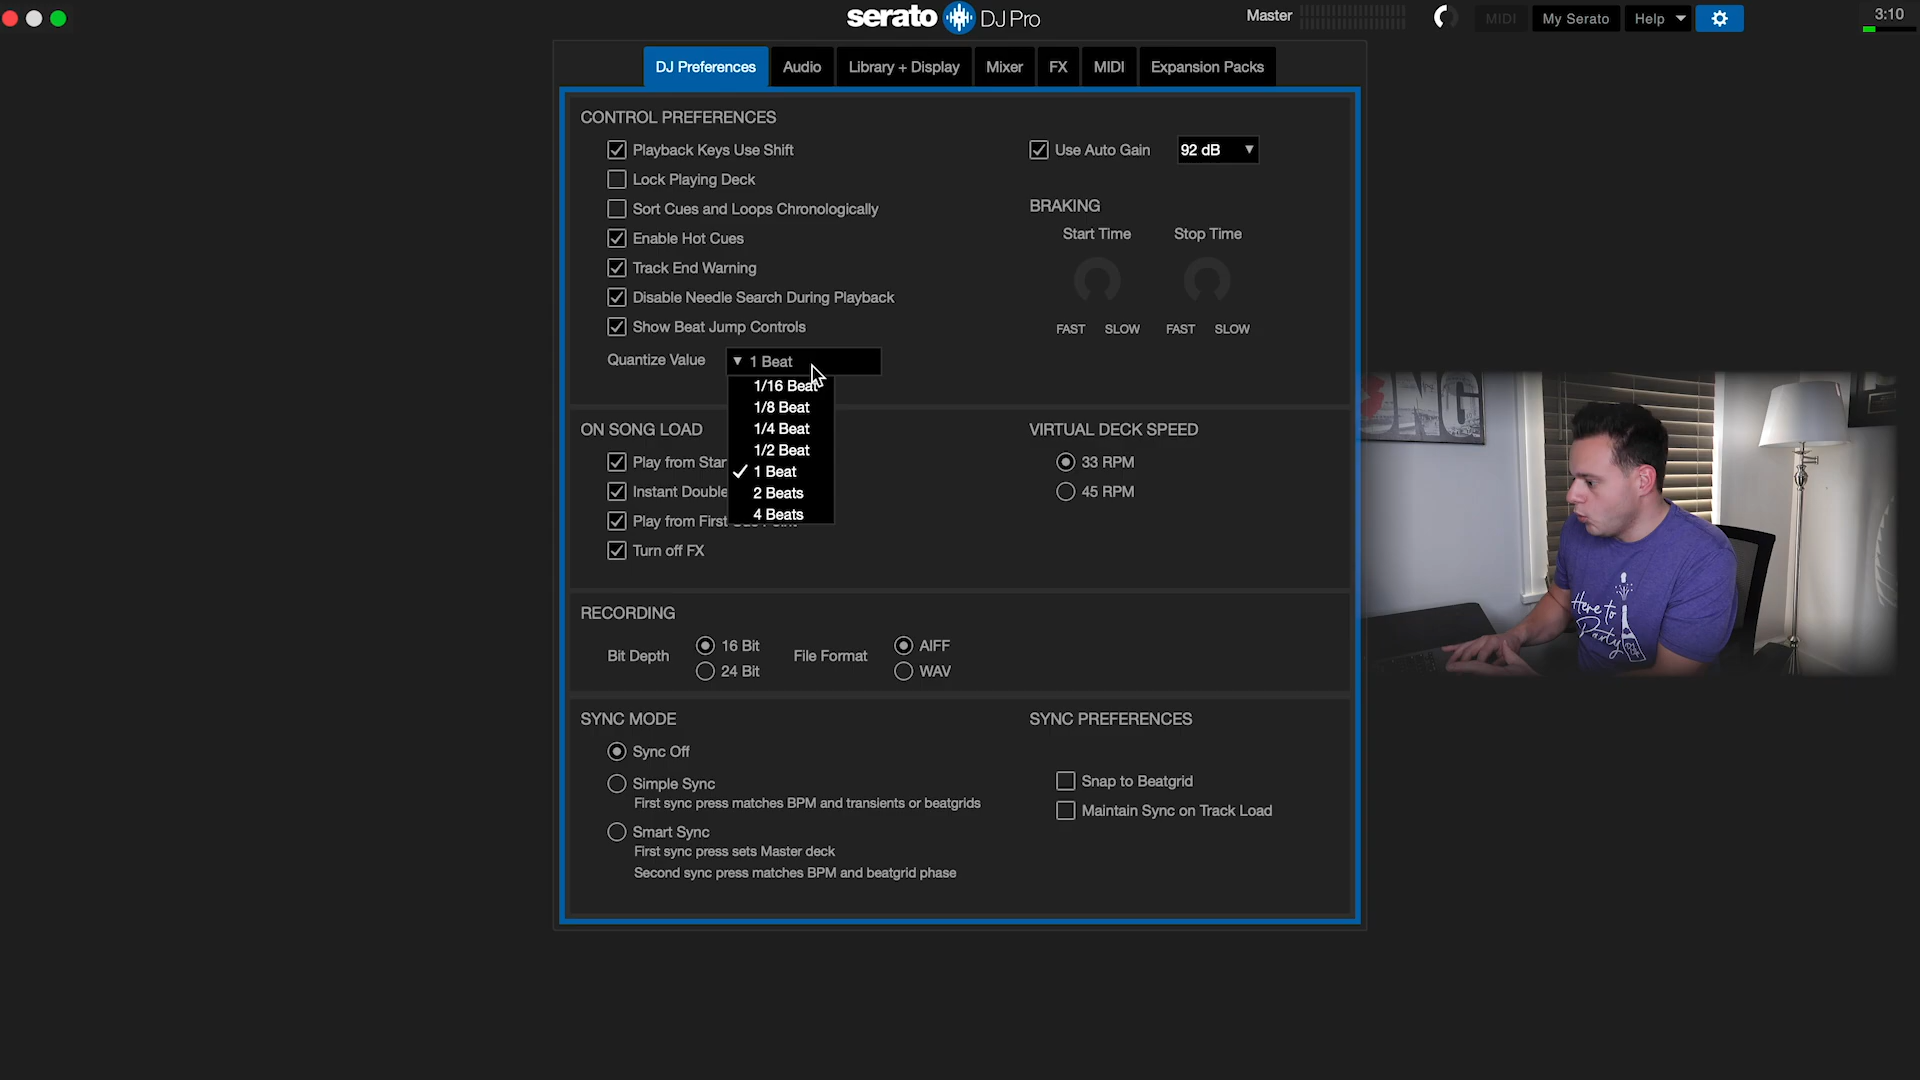 serato DJ Pro
Master
MIDI
My Serato
Help
3:10
DJ Preferences
Audio
Library + Display
Mixer
FX
MIDI
Expansion Packs
CONTROL PREFERENCES
Playback Keys Use Shift
Lock Playing Deck
Sort Cues and Loops Chronologically
Enable Hot Cues
Track End Warning
Disable Needle Search During Playback
Show Beat Jump Controls
Quantize Value
1 Beat
1/16 Beat
1/8 Beat
1/4 Beat
1/2 Beat
1 Beat
2 Beats
4 Beats
Use Auto Gain
92 dB
BRAKING
Start Time
Stop Time
FAST SLOW
FAST SLOW
ON SONG LOAD
Play from Star
Instant Double
Play from First
Turn off FX
VIRTUAL DECK SPEED
33 RPM
45 RPM
RECORDING
Bit Depth
16 Bit
24 Bit
File Format
AIFF
WAV
SYNC MODE
Sync Off
Simple Sync
First sync press matches BPM and transients or beatgrids
Smart Sync
First sync press sets Master deck
Second sync press matches BPM and beatgrid phase
SYNC PREFERENCES
Snap to Beatgrid
Maintain Sync on Track Load
Here to
Party